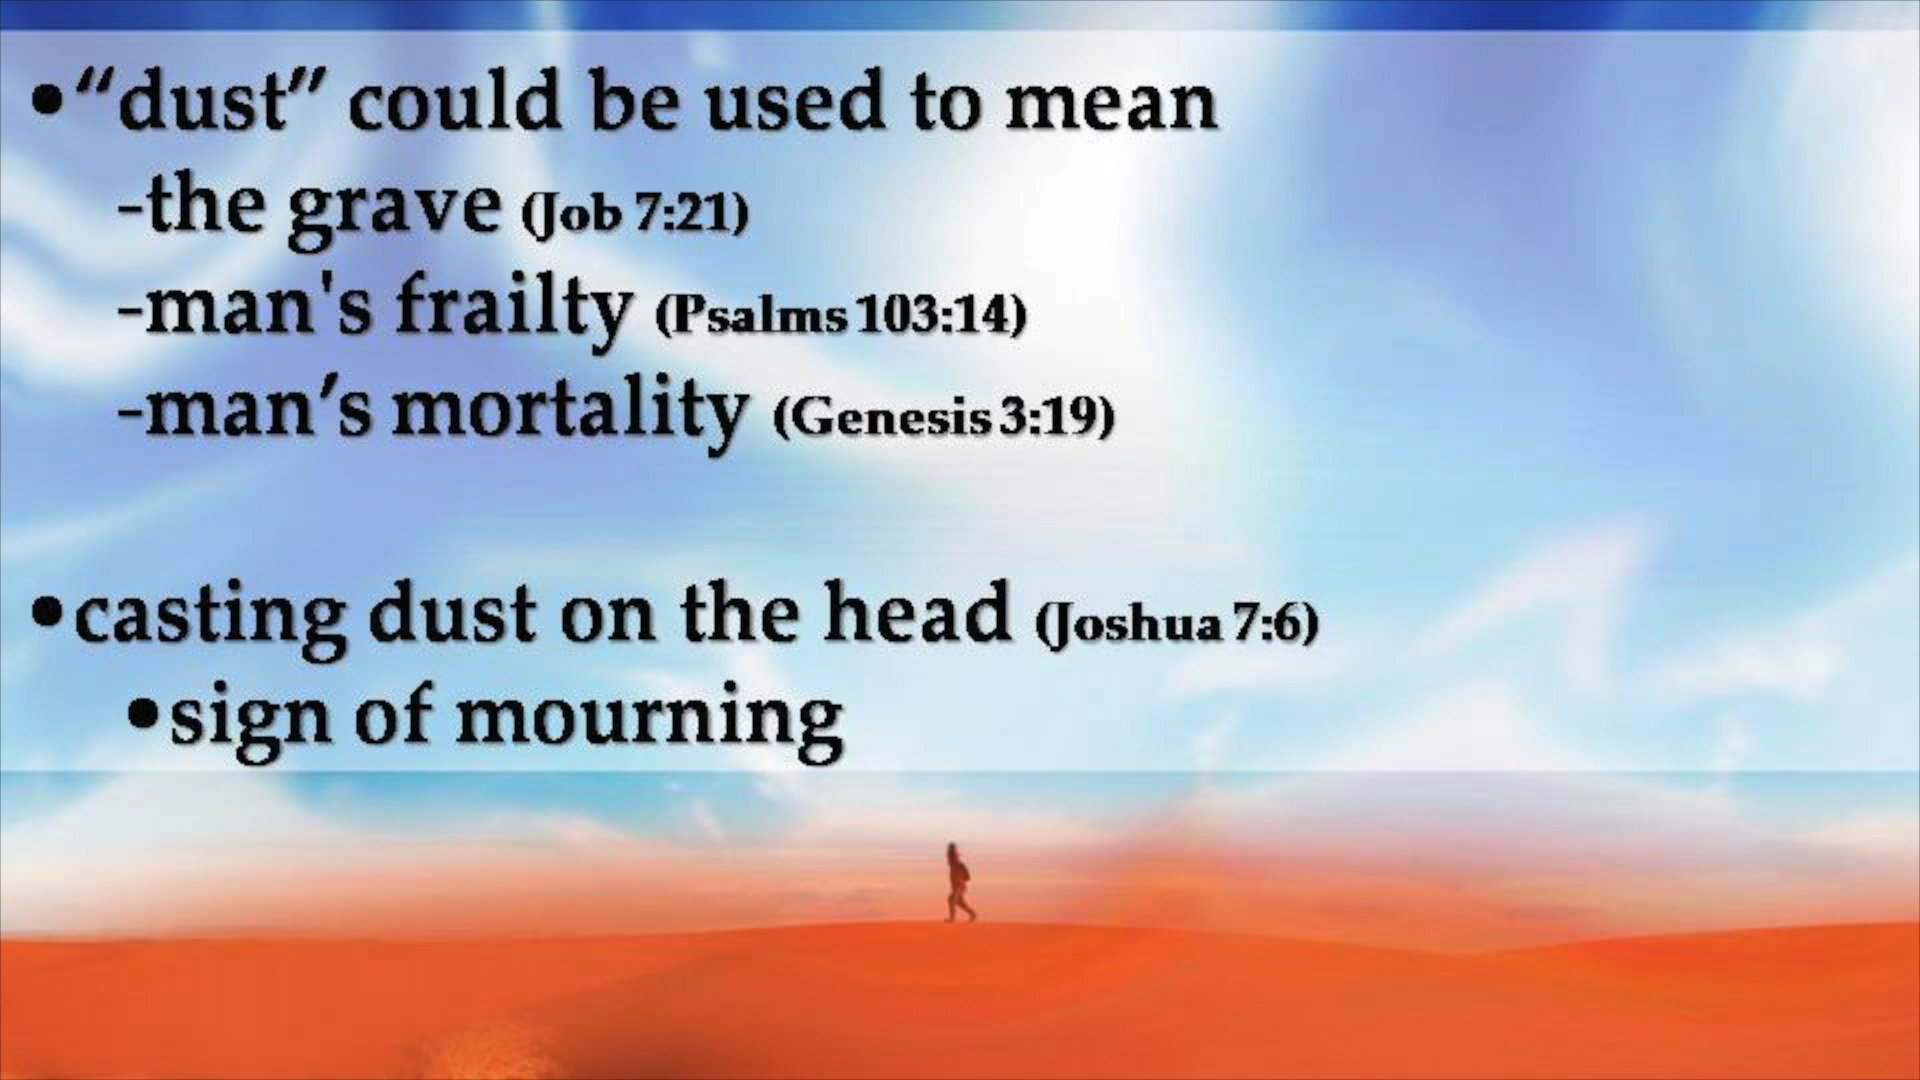 •“dust” could be used to mean
-the grave (Job 7:21)
-man's frailty (Psalms 103:14)
-man’s mortality (Genesis 3:19)
•casting dust on the head (Joshua 7:6)
•sign of mourning